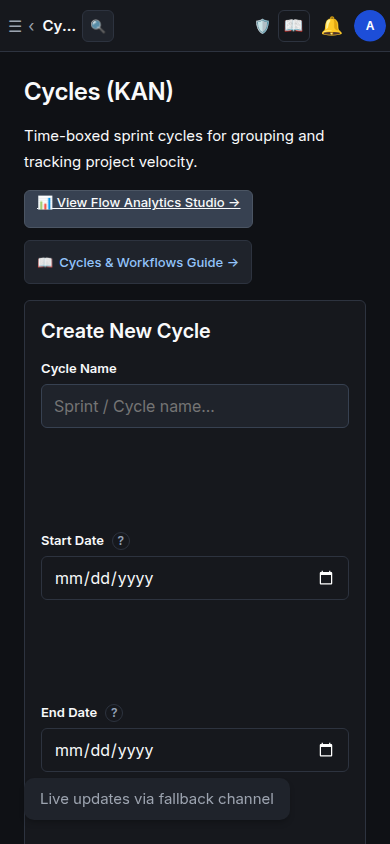 Cy...
A
Cycles (KAN)
Time-boxed sprint cycles for grouping and
tracking project velocity.
View Flow Analytics Studio →
Cycles & Workflows Guide →
Create New Cycle
Cycle Name
Sprint / Cycle name...
Start Date ?
mm/dd/yyyy
End Date ?
mm/dd/yyyy
Live updates via fallback channel